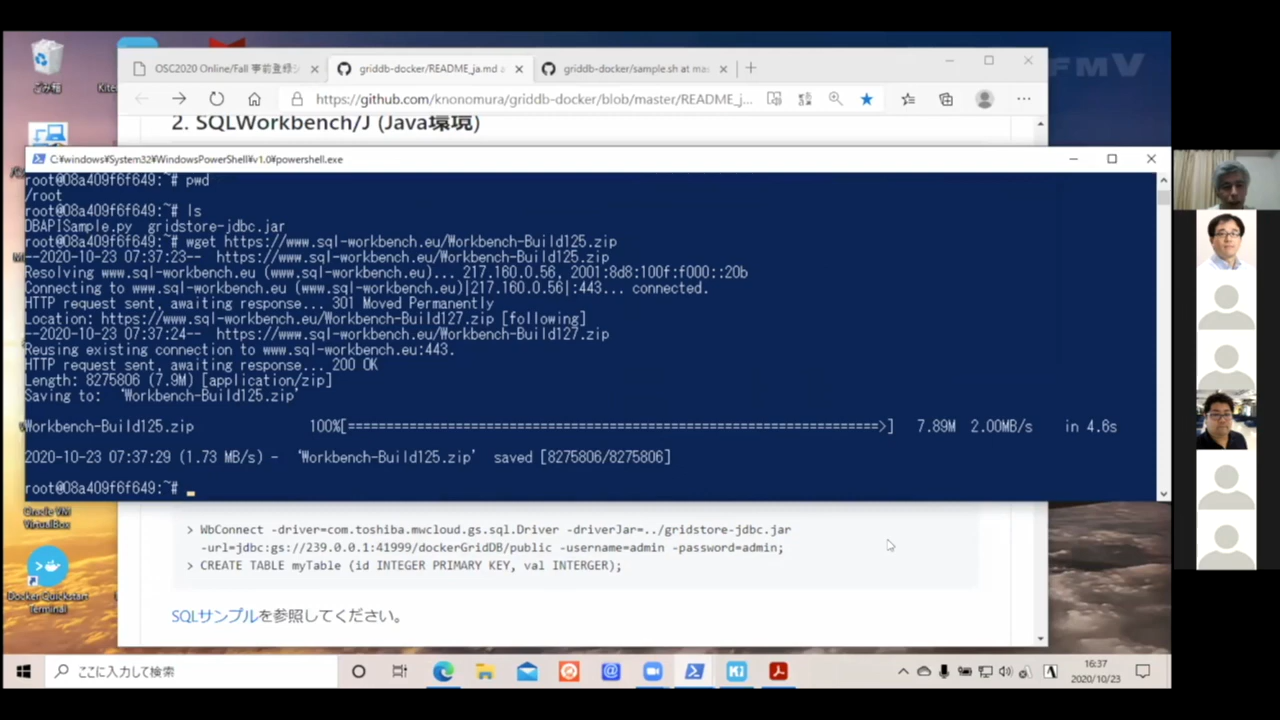 ごみ箱
FMV
OSC2020 Online/Fall 事前登録シ
griddb-docker/README_ja.md a
griddb-docker/sample.sh at mas
https://github.com/knonomura/griddb-docker/blob/master/README_j...
2. SQLWorkbench/J (Java環境)
C:¥windows¥System32¥WindowsPowerShell¥v1.0¥powershell.exe
root@08a409f6f649:~# pwd
/root
root@08a409f6f649:~# ls
DBAPISample.py gridstore-jdbc.jar
root@08a409f6f649:~# wget https://www.sql-workbench.eu/Workbench-Build125.zip
--2020-10-23 07:37:23-- https://www.sql-workbench.eu/Workbench-Build125.zip
Resolving www.sql-workbench.eu (www.sql-workbench.eu)... 217.160.0.56, 2001:8d8:100f:f000::20b
Connecting to www.sql-workbench.eu (www.sql-workbench.eu)|217.160.0.56|:443... connected.
HTTP request sent, awaiting response... 301 Moved Permanently
Location: https://www.sql-workbench.eu/Workbench-Build127.zip [following]
--2020-10-23 07:37:24-- https://www.sql-workbench.eu/Workbench-Build127.zip
Reusing existing connection to www.sql-workbench.eu:443.
HTTP request sent, awaiting response... 200 OK
Length: 8275806 (7.9M) [application/zip]
Saving to: ‘Workbench-Build125.zip’
Workbench-Build125.zip 100%[======================================================================>] 7.89M 2.00MB/s in 4.6s
2020-10-23 07:37:29 (1.73 MB/s) - ‘Workbench-Build125.zip’ saved [8275806/8275806]
root@08a409f6f649:~#
Oracle VM
VirtualBox
> WbConnect -driver=com.toshiba.mwcloud.gs.sql.Driver -driverJar=../gridstore-jdbc.jar
-url=jdbc:gs://239.0.0.1:41999/dockerGridDB/public -username=admin -password=admin;
> CREATE TABLE myTable (id INTEGER PRIMARY KEY, val INTERGER);
Docker Quickstart
Terminal
SQLサンプルを参照してください。
ここに入力して検索
A
16:37
2020/10/23